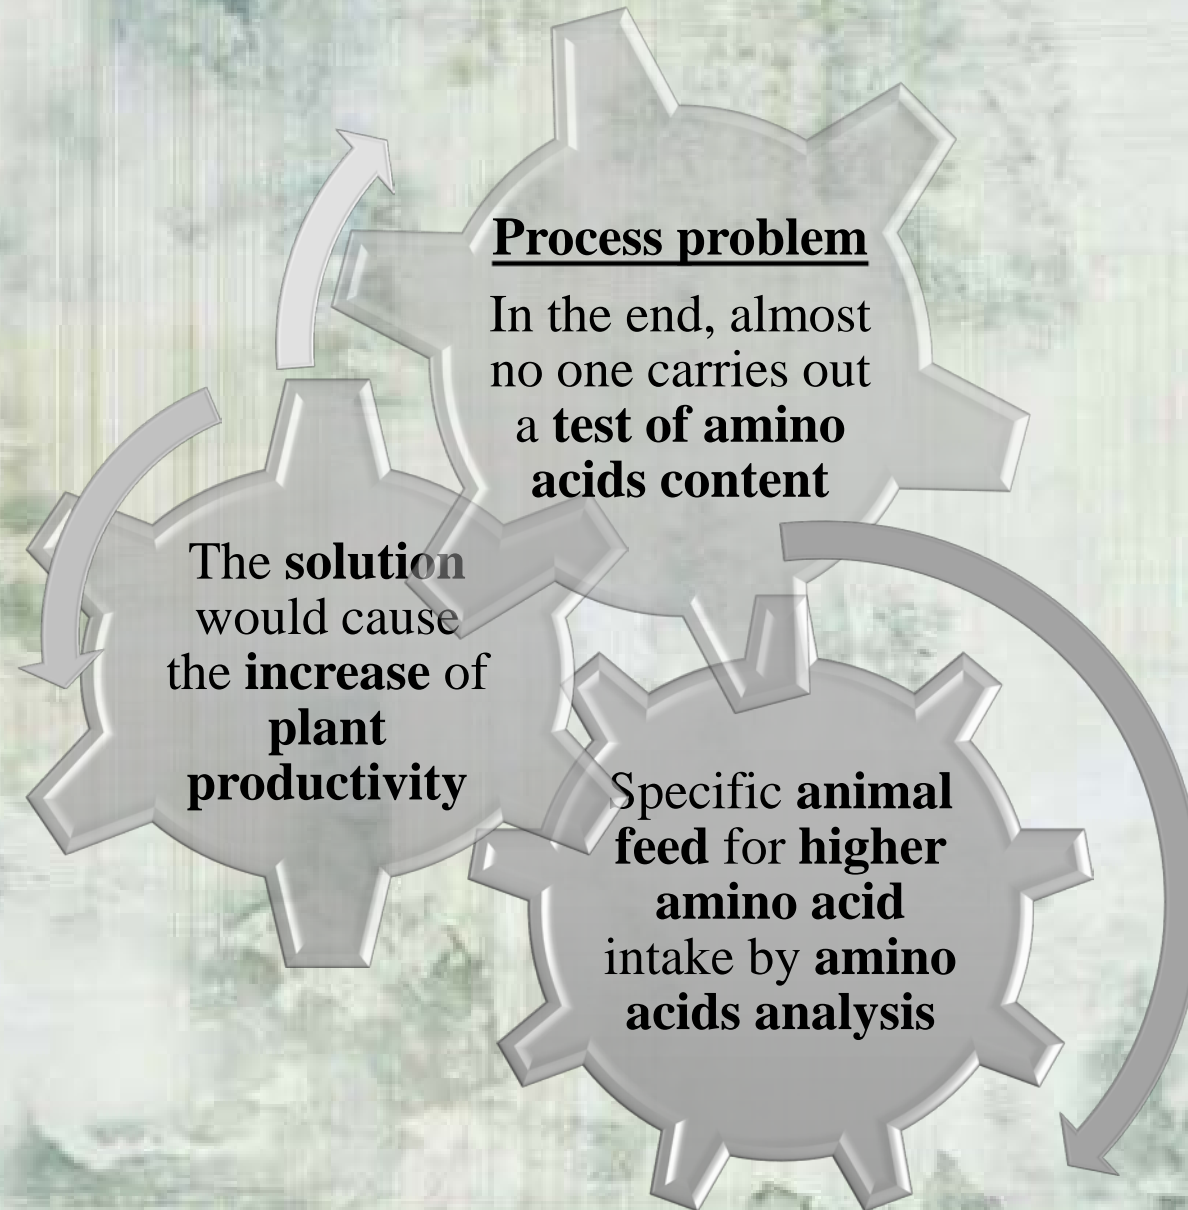 Process problem
In the end, almost
no one carries out
a test of amino
acids content
The solution
would cause
the increase of
plant
productivity
Specific animal
feed for higher
amino acid
intake by amino
acids analysis